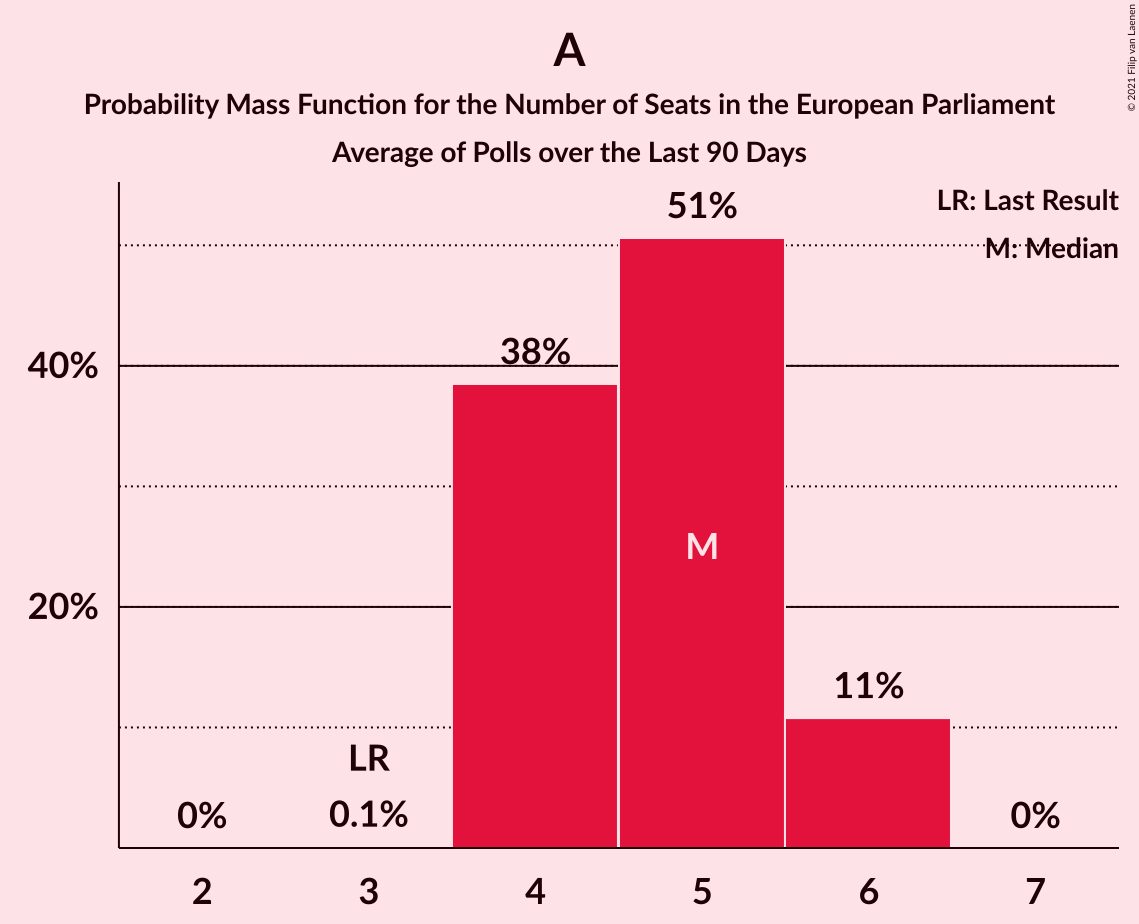 A
Probability Mass Function for the Number of Seats in the European Parliament
Average of Polls over the Last 90 Days
© 2021 Filip van Laenen
LR: Last Result
M: Median
51%
38%
40%
M
20%
11%
LR
0%
0.1%
0%
2 3 4 5 6 7